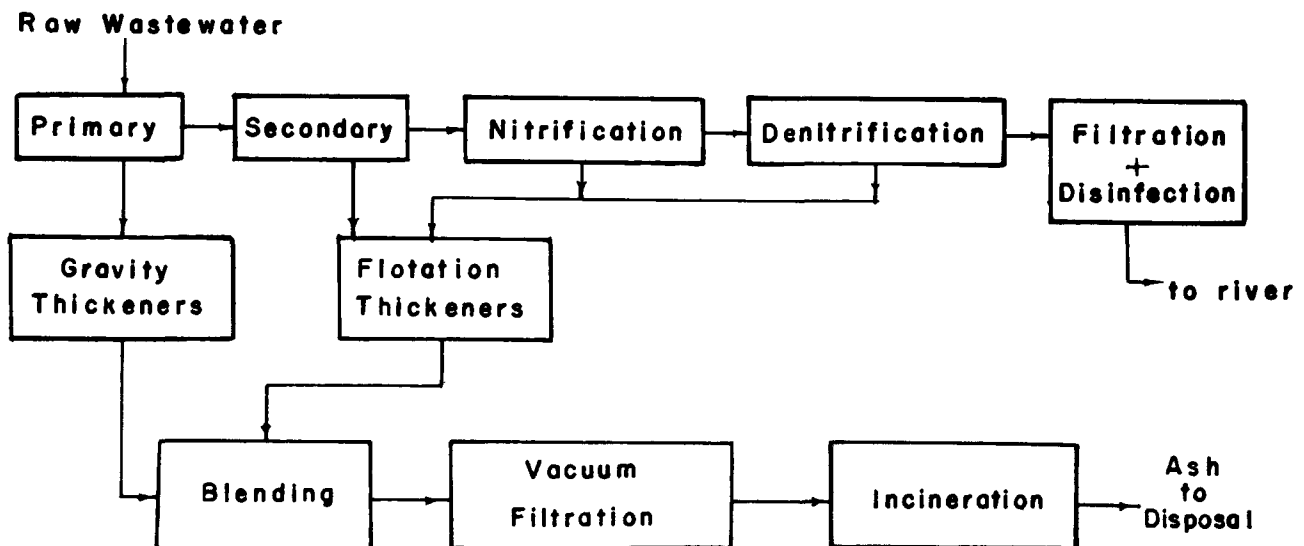 Raw Wastewater
Primary
Secondary
Nitrification
Denitrification
Filtration
+
Disinfection
Gravity
Thickeners
Flotation
Thickeners
to river
Blending
Vacuum
Filtration
Incineration
Ash
to
Disposal